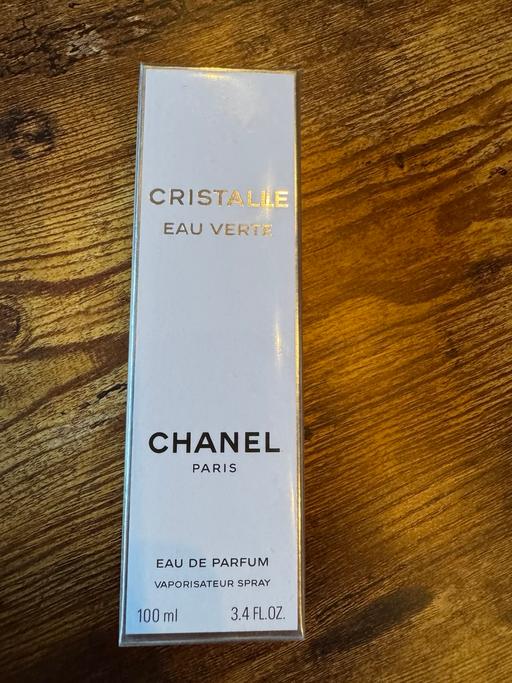 CRISTALLE
EAU VERTE
CHANEL
PARIS
EAU DE PARFUM
VAPORISATEUR SPRAY
100 ml 3.4 FL.OZ.